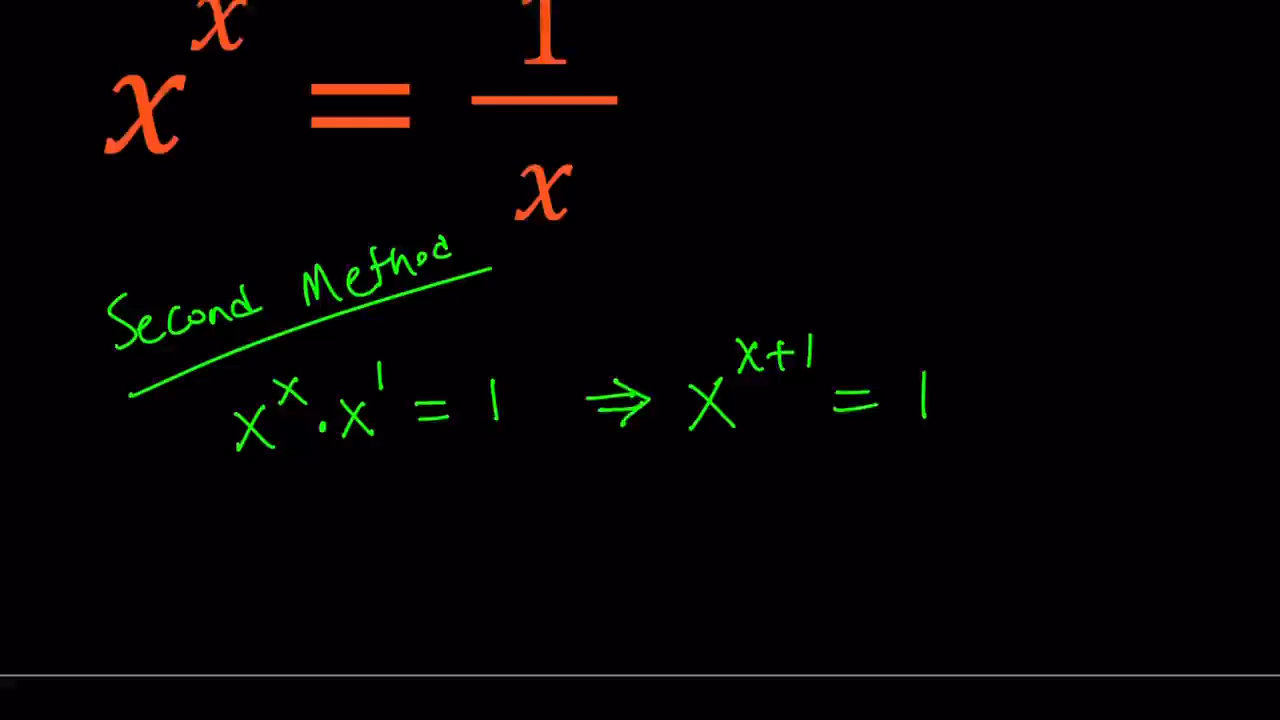 x^x = 1/x
Second Method
x^x · x^1 = 1 ⇒ x^{x+1} = 1